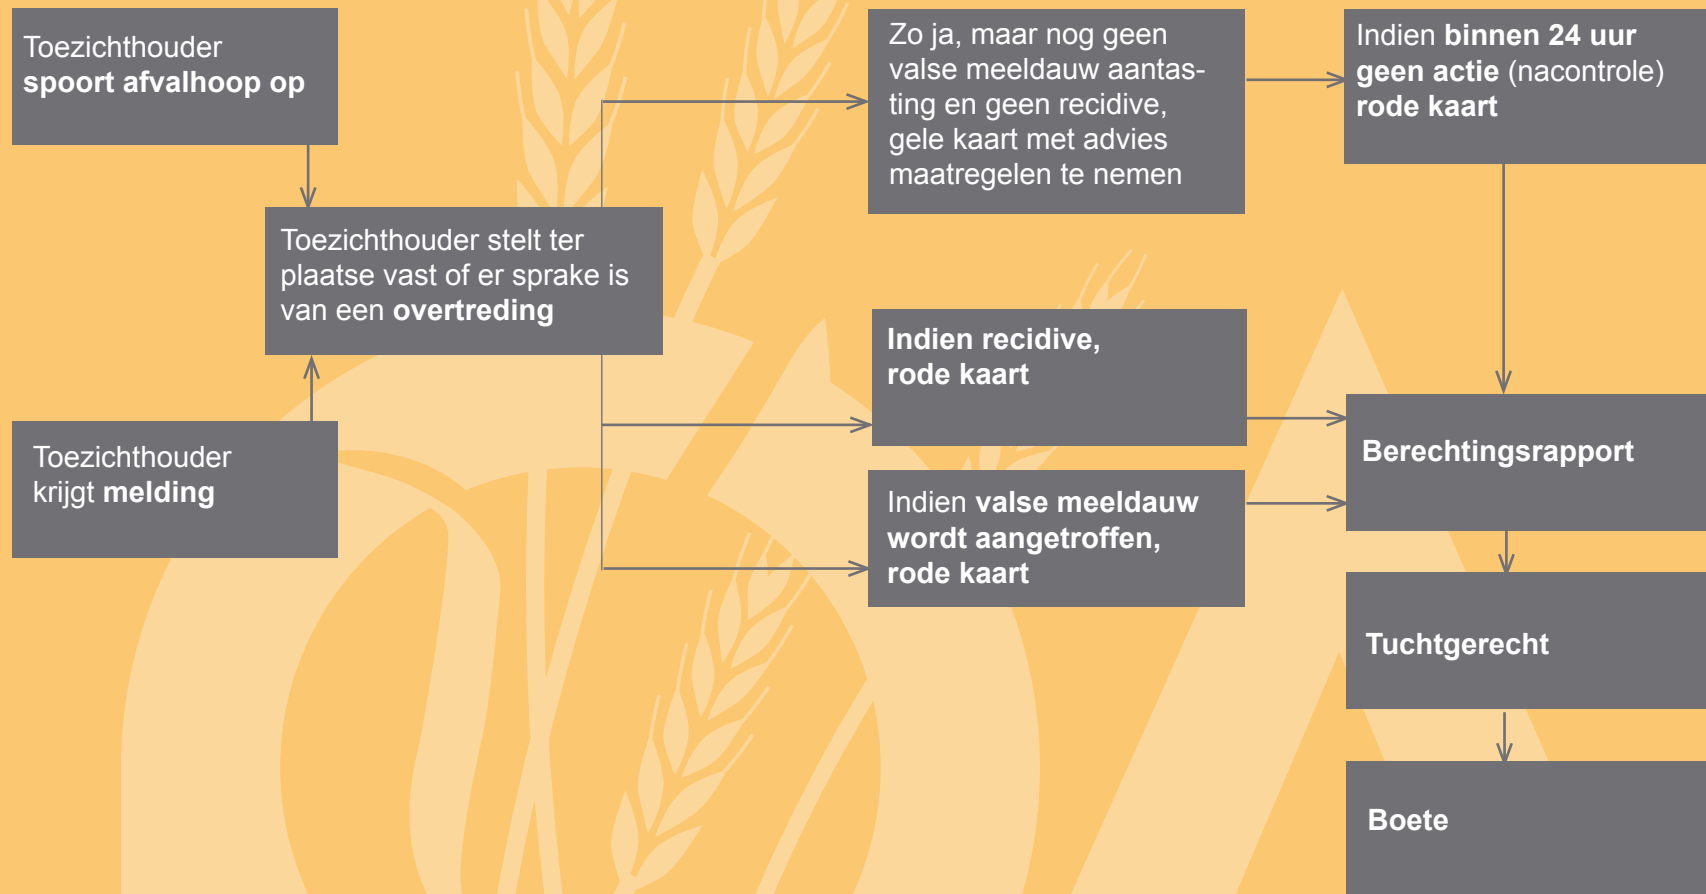 Toezichthouder
spoort afvalhoop op
Toezichthouder stelt ter
plaatse vast of er sprake is
van een overtreding
Toezichthouder
krijgt melding
Zo ja, maar nog geen
valse meeldauw aantas-
ting en geen recidive,
gele kaart met advies
maatregelen te nemen
Indien binnen 24 uur
geen actie (nacontrole)
rode kaart
Indien recidive,
rode kaart
Indien valse meeldauw
wordt aangetroffen,
rode kaart
Berechtingsrapport
Tuchtgerecht
Boete